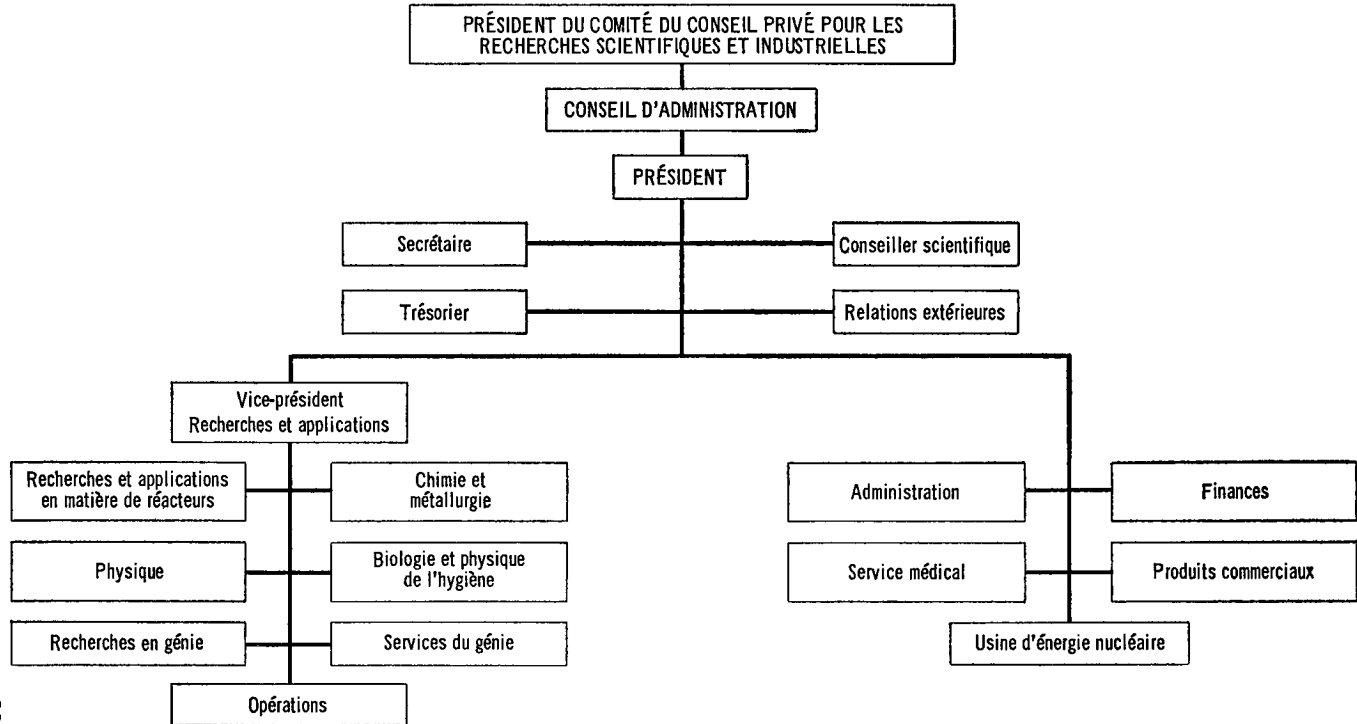 PRÉSIDENT DU COMITÉ DU CONSEIL PRIVÉ POUR LES
RECHERCHES SCIENTIFIQUES ET INDUSTRIELLES
CONSEIL D'ADMINISTRATION
PRÉSIDENT
Secrétaire
Conseiller scientifique
Trésorier
Relations extérieures
Vice-président
Recherches et applications
Recherches et applications
en matière de réacteurs
Chimie et
métallurgie
Administration
Finances
Physique
Biologie et physique
de l'hygiène
Service médical
Produits commerciaux
Recherches en génie
Services du génie
Usine d'énergie nucléaire
Opérations